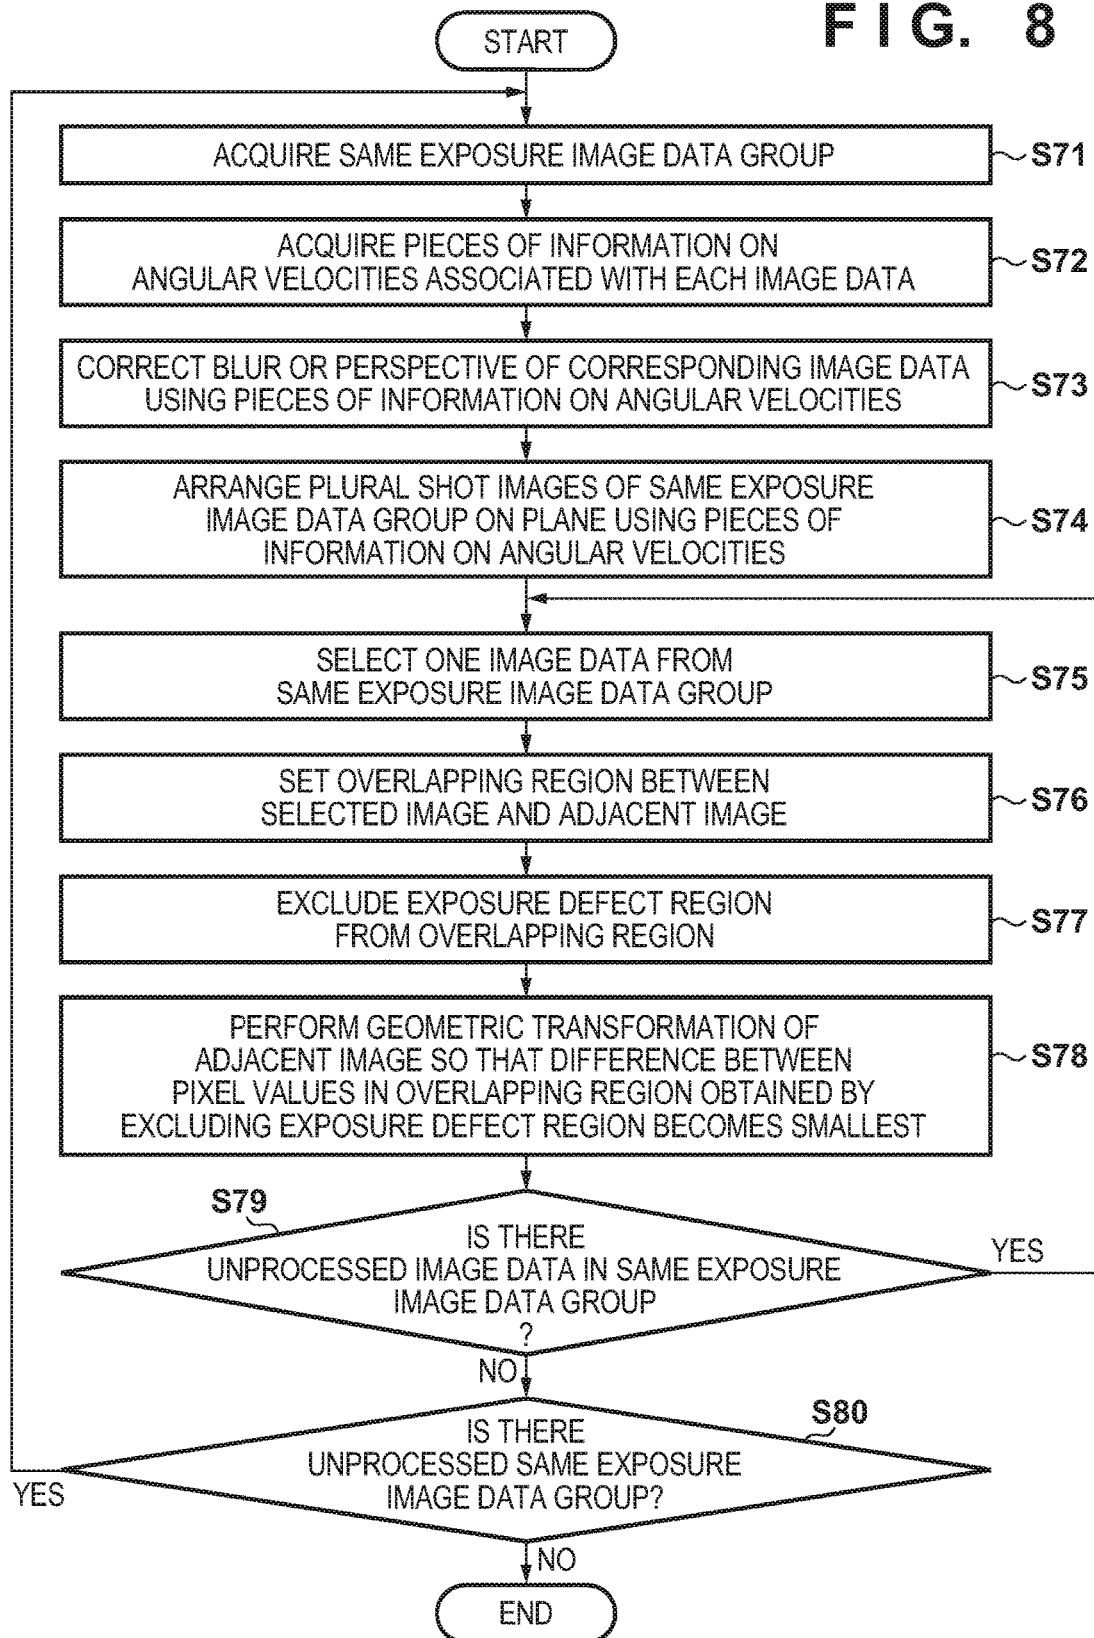 FIG. 8
START
ACQUIRE SAME EXPOSURE IMAGE DATA GROUP
S71
ACQUIRE PIECES OF INFORMATION ON
ANGULAR VELOCITIES ASSOCIATED WITH EACH IMAGE DATA
S72
CORRECT BLUR OR PERSPECTIVE OF CORRESPONDING IMAGE DATA
USING PIECES OF INFORMATION ON ANGULAR VELOCITIES
S73
ARRANGE PLURAL SHOT IMAGES OF SAME EXPOSURE
IMAGE DATA GROUP ON PLANE USING PIECES OF
INFORMATION ON ANGULAR VELOCITIES
S74
SELECT ONE IMAGE DATA FROM
SAME EXPOSURE IMAGE DATA GROUP
S75
SET OVERLAPPING REGION BETWEEN
SELECTED IMAGE AND ADJACENT IMAGE
S76
EXCLUDE EXPOSURE DEFECT REGION
FROM OVERLAPPING REGION
S77
PERFORM GEOMETRIC TRANSFORMATION OF
ADJACENT IMAGE SO THAT DIFFERENCE BETWEEN
PIXEL VALUES IN OVERLAPPING REGION OBTAINED BY
EXCLUDING EXPOSURE DEFECT REGION BECOMES SMALLEST
S78
S79
IS THERE
UNPROCESSED IMAGE DATA IN SAME EXPOSURE
IMAGE DATA GROUP
?
YES
NO
S80
IS THERE
UNPROCESSED SAME EXPOSURE
IMAGE DATA GROUP?
YES
NO
END